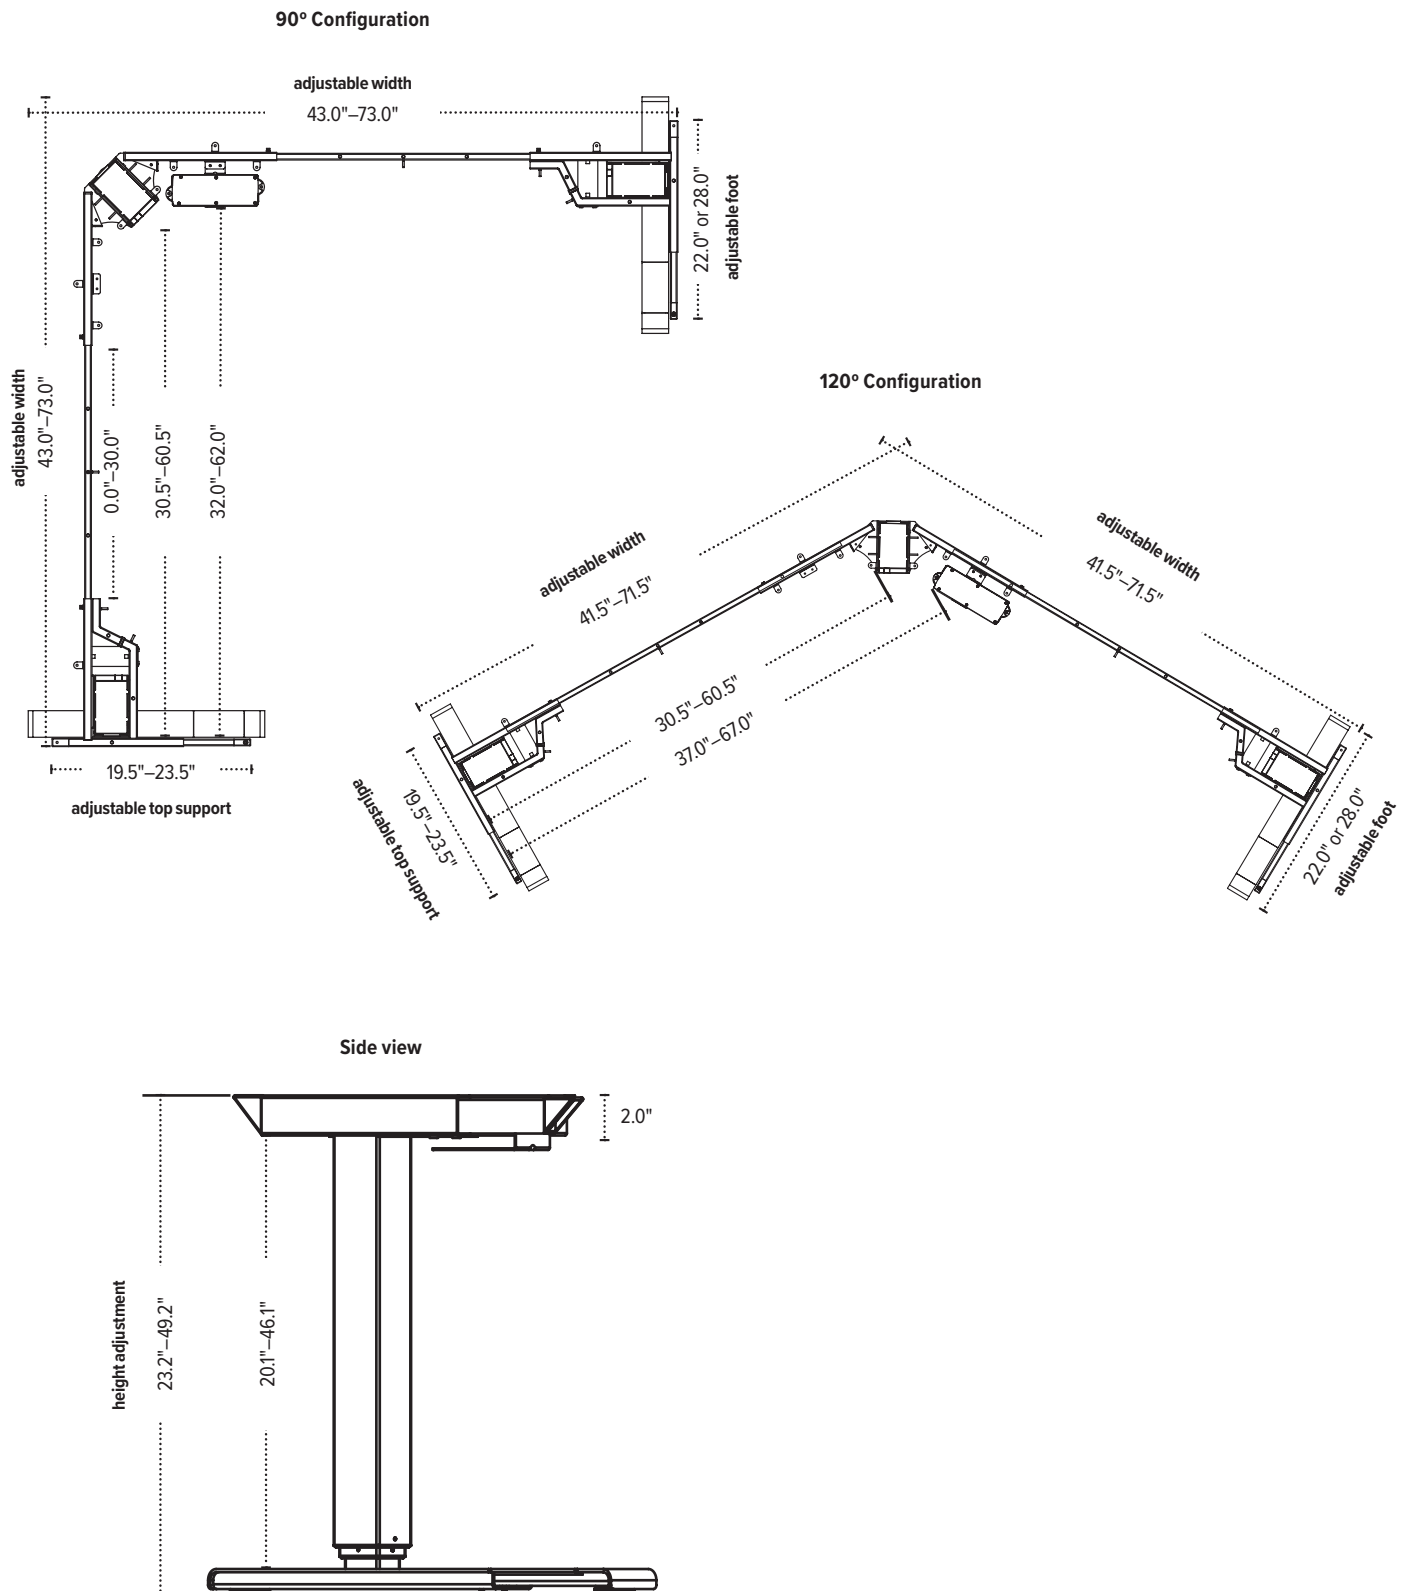 90º Configuration
adjustable width
43.0"–73.0"
22.0" or 28.0"
adjustable foot
adjustable width
43.0"–73.0"
0.0"–30.0"
30.5"–60.5"
32.0"–62.0"
19.5"–23.5"
adjustable top support
120º Configuration
adjustable width
41.5"–71.5"
adjustable width
41.5"–71.5"
30.5"–60.5"
37.0"–67.0"
19.5"–23.5"
adjustable top support
22.0" or 28.0"
adjustable foot
Side view
2.0"
height adjustment
23.2"–49.2"
20.1"–46.1"